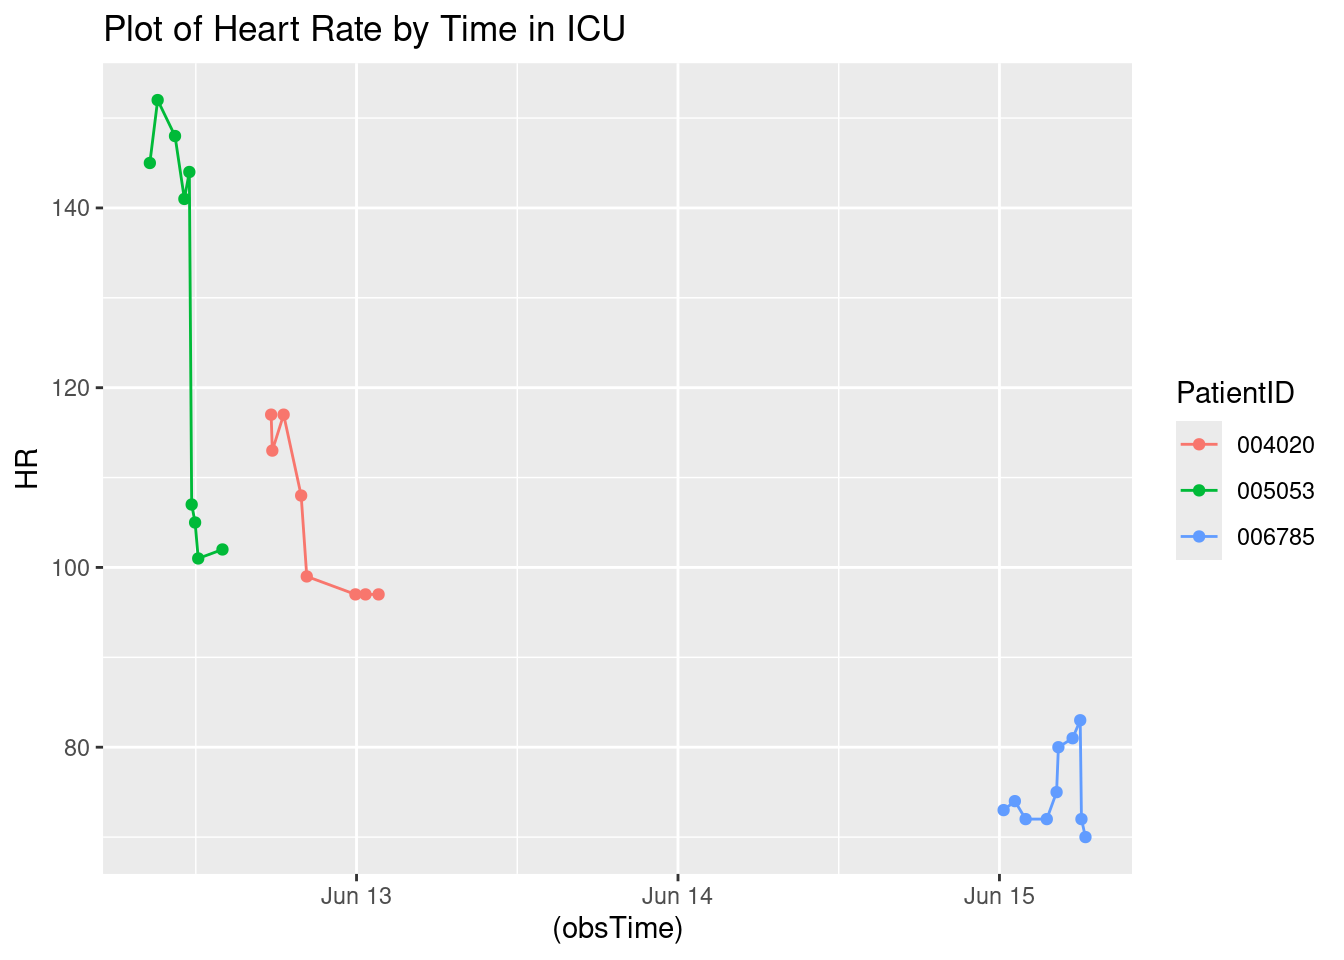 Plot of Heart Rate by Time in ICU
140
120
100
80
HR
Jun 13
Jun 14
Jun 15
(obsTime)
PatientID
004020
005053
006785